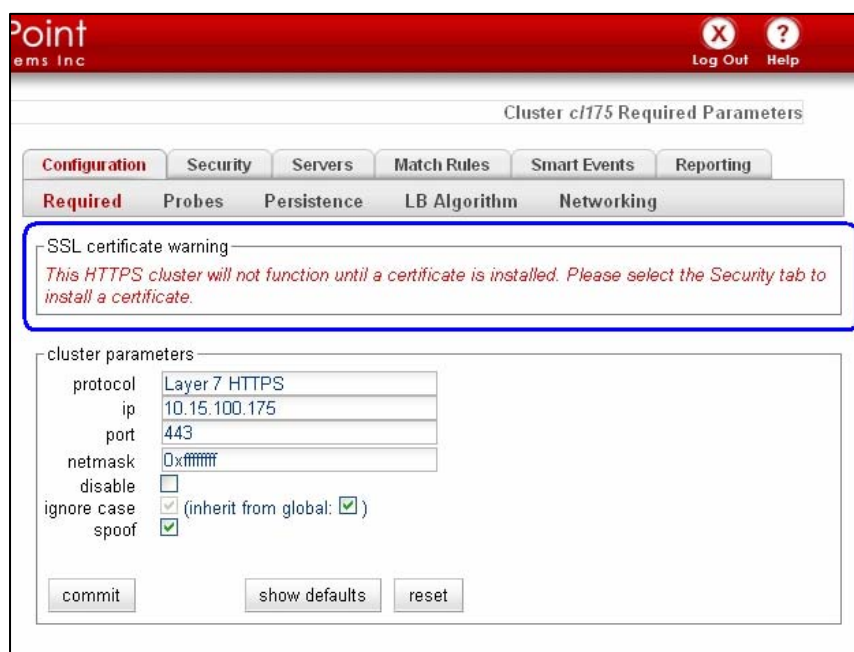 Point
ems Inc
Log Out Help
Cluster cl175 Required Parameters
Configuration Security Servers Match Rules Smart Events Reporting
Required Probes Persistence LB Algorithm Networking
SSL certificate warning
This HTTPS cluster will not function until a certificate is installed. Please select the Security tab to
install a certificate.
cluster parameters
protocol Layer 7 HTTPS
ip 10.15.100.175
port 443
netmask 0xffffffff
disable
ignore case (inherit from global: )
spoof
commit show defaults reset